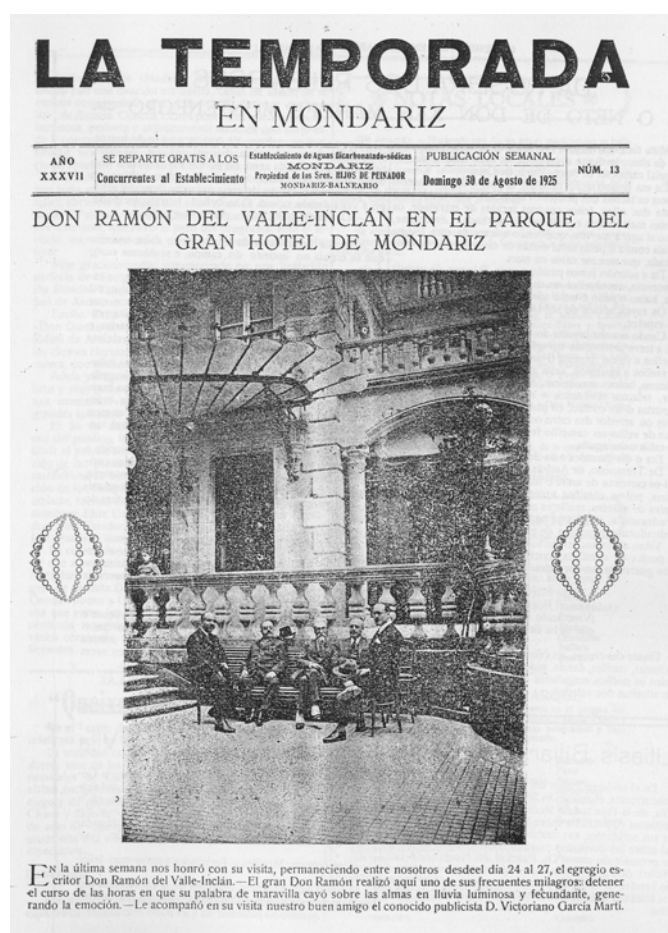 LA TEMPORADA
EN MONDARIZ
AÑO
XXXVII
SE REPARTE GRATIS A LOS
Concurrentes al Establecimiento
Establecimiento de Aguas Bicarbonatado-sódicas
MONDARIZ
Propiedad de los Sres. HIJOS DE PEINADOR
MONDARIZ-BALNEARIO
PUBLICACIÓN SEMANAL
Domingo 30 de Agosto de 1925
NÚM. 13
DON RAMÓN DEL VALLE-INCLÁN EN EL PARQUE DEL
GRAN HOTEL DE MONDARIZ
EN la última semana nos honró con su visita, permaneciendo entre nosotros desdeel día 24 al 27, el egregio es-
critor Don Ramón del Valle-Inclán.—El gran Don Ramón realizó aquí uno de sus frecuentes milagros: detener
el curso de las horas en que su palabra de maravilla cayó sobre las almas en lluvia luminosa y fecundante, gene-
rando la emoción.—Le acompañó en su visita nuestro buen amigo el conocido publicista D. Victoriano García Martí.